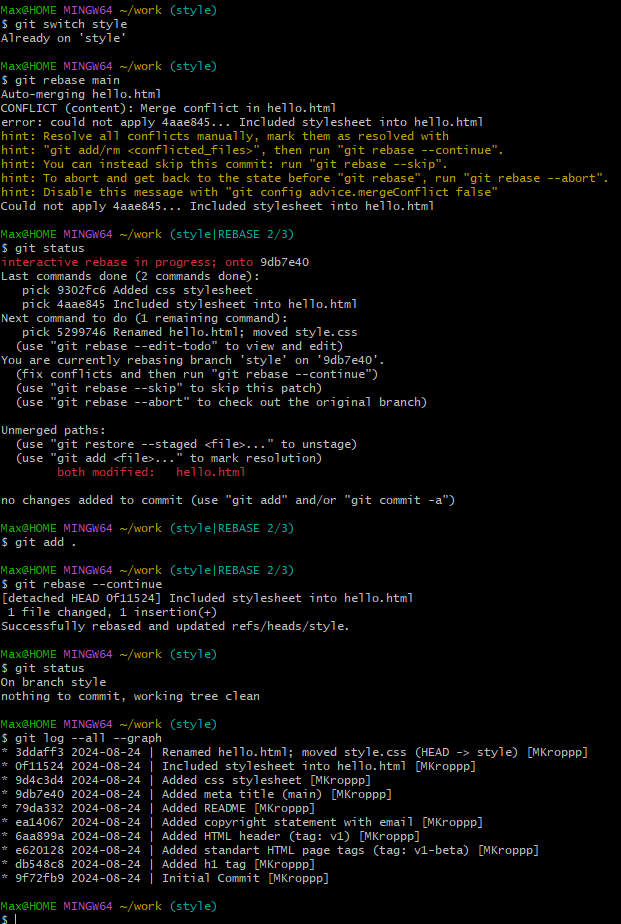 Max@HOME MINGW64 ~/work (style)
$ git switch style
Already on 'style'

Max@HOME MINGW64 ~/work (style)
$ git rebase main
Auto-merging hello.html
CONFLICT (content): Merge conflict in hello.html
error: could not apply 4aae845... Included stylesheet into hello.html
hint: Resolve all conflicts manually, mark them as resolved with
hint: "git add/rm <conflicted_files>", then run "git rebase --continue".
hint: You can instead skip this commit: run "git rebase --skip".
hint: To abort and get back to the state before "git rebase", run "git rebase --abort".
hint: Disable this message with "git config advice.mergeConflict false"
Could not apply 4aae845... Included stylesheet into hello.html

Max@HOME MINGW64 ~/work (style|REBASE 2/3)
$ git status
interactive rebase in progress; onto 9db7e40
Last commands done (2 commands done):
   pick 9302fc6 Added css stylesheet
   pick 4aae845 Included stylesheet into hello.html
Next command to do (1 remaining command):
   pick 5299746 Renamed hello.html; moved style.css
  (use "git rebase --edit-todo" to view and edit)
You are currently rebasing branch 'style' on '9db7e40'.
  (fix conflicts and then run "git rebase --continue")
  (use "git rebase --skip" to skip this patch)
  (use "git rebase --abort" to check out the original branch)

Unmerged paths:
  (use "git restore --staged <file>..." to unstage)
  (use "git add <file>..." to mark resolution)
        both modified:   hello.html

no changes added to commit (use "git add" and/or "git commit -a")

Max@HOME MINGW64 ~/work (style|REBASE 2/3)
$ git add .

Max@HOME MINGW64 ~/work (style|REBASE 2/3)
$ git rebase --continue
[detached HEAD 0f11524] Included stylesheet into hello.html
 1 file changed, 1 insertion(+)
Successfully rebased and updated refs/heads/style.

Max@HOME MINGW64 ~/work (style)
$ git status
On branch style
nothing to commit, working tree clean

Max@HOME MINGW64 ~/work (style)
$ git log --all --graph
* 3ddaff3 2024-08-24 | Renamed hello.html; moved style.css (HEAD -> style) [MKroppp]
* 0f11524 2024-08-24 | Included stylesheet into hello.html [MKroppp]
* 9d4c3d4 2024-08-24 | Added css stylesheet [MKroppp]
* 9db7e40 2024-08-24 | Added meta title (main) [MKroppp]
* 79da332 2024-08-24 | Added README [MKroppp]
* ea14067 2024-08-24 | Added copyright statement with email [MKroppp]
* 6aa899a 2024-08-24 | Added HTML header (tag: v1) [MKroppp]
* e620128 2024-08-24 | Added standart HTML page tags (tag: v1-beta) [MKroppp]
* db548c8 2024-08-24 | Added h1 tag [MKroppp]
* 9f72fb9 2024-08-24 | Initial Commit [MKroppp]

Max@HOME MINGW64 ~/work (style)
$